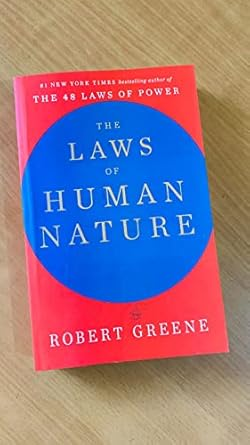 #1 NEW YORK TIMES bestselling author of
THE 48 LAWS OF POWER
THE
LAWS
OF
HUMAN
NATURE
ROBERT GREENE